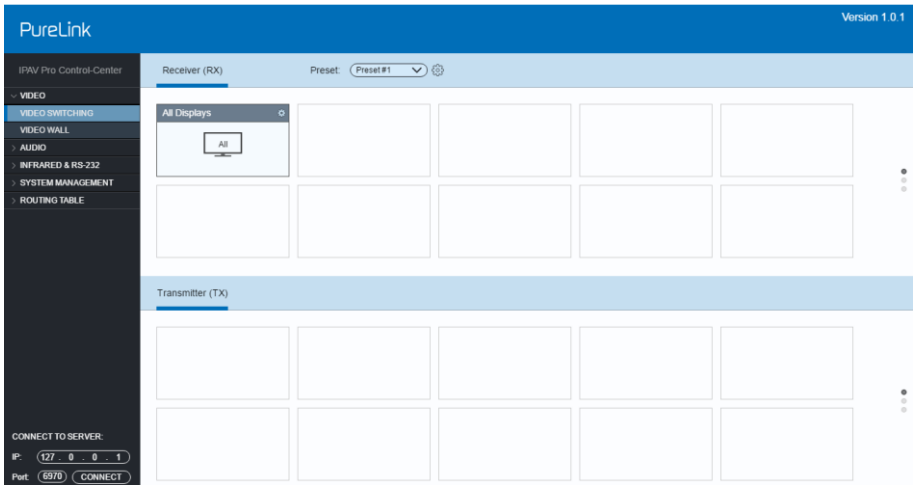 Version 1.0.1
PureLink
IPAV Pro Control-Center
Receiver (RX)
Preset: Preset#1
VIDEO
VIDEO SWITCHING
VIDEO WALL
AUDIO
INFRARED & RS-232
SYSTEM MANAGEMENT
ROUTING TABLE
All Displays
All
Transmitter (TX)
CONNECT TO SERVER:
IP: 127 . 0 . 0 . 1
Port: 6970 CONNECT